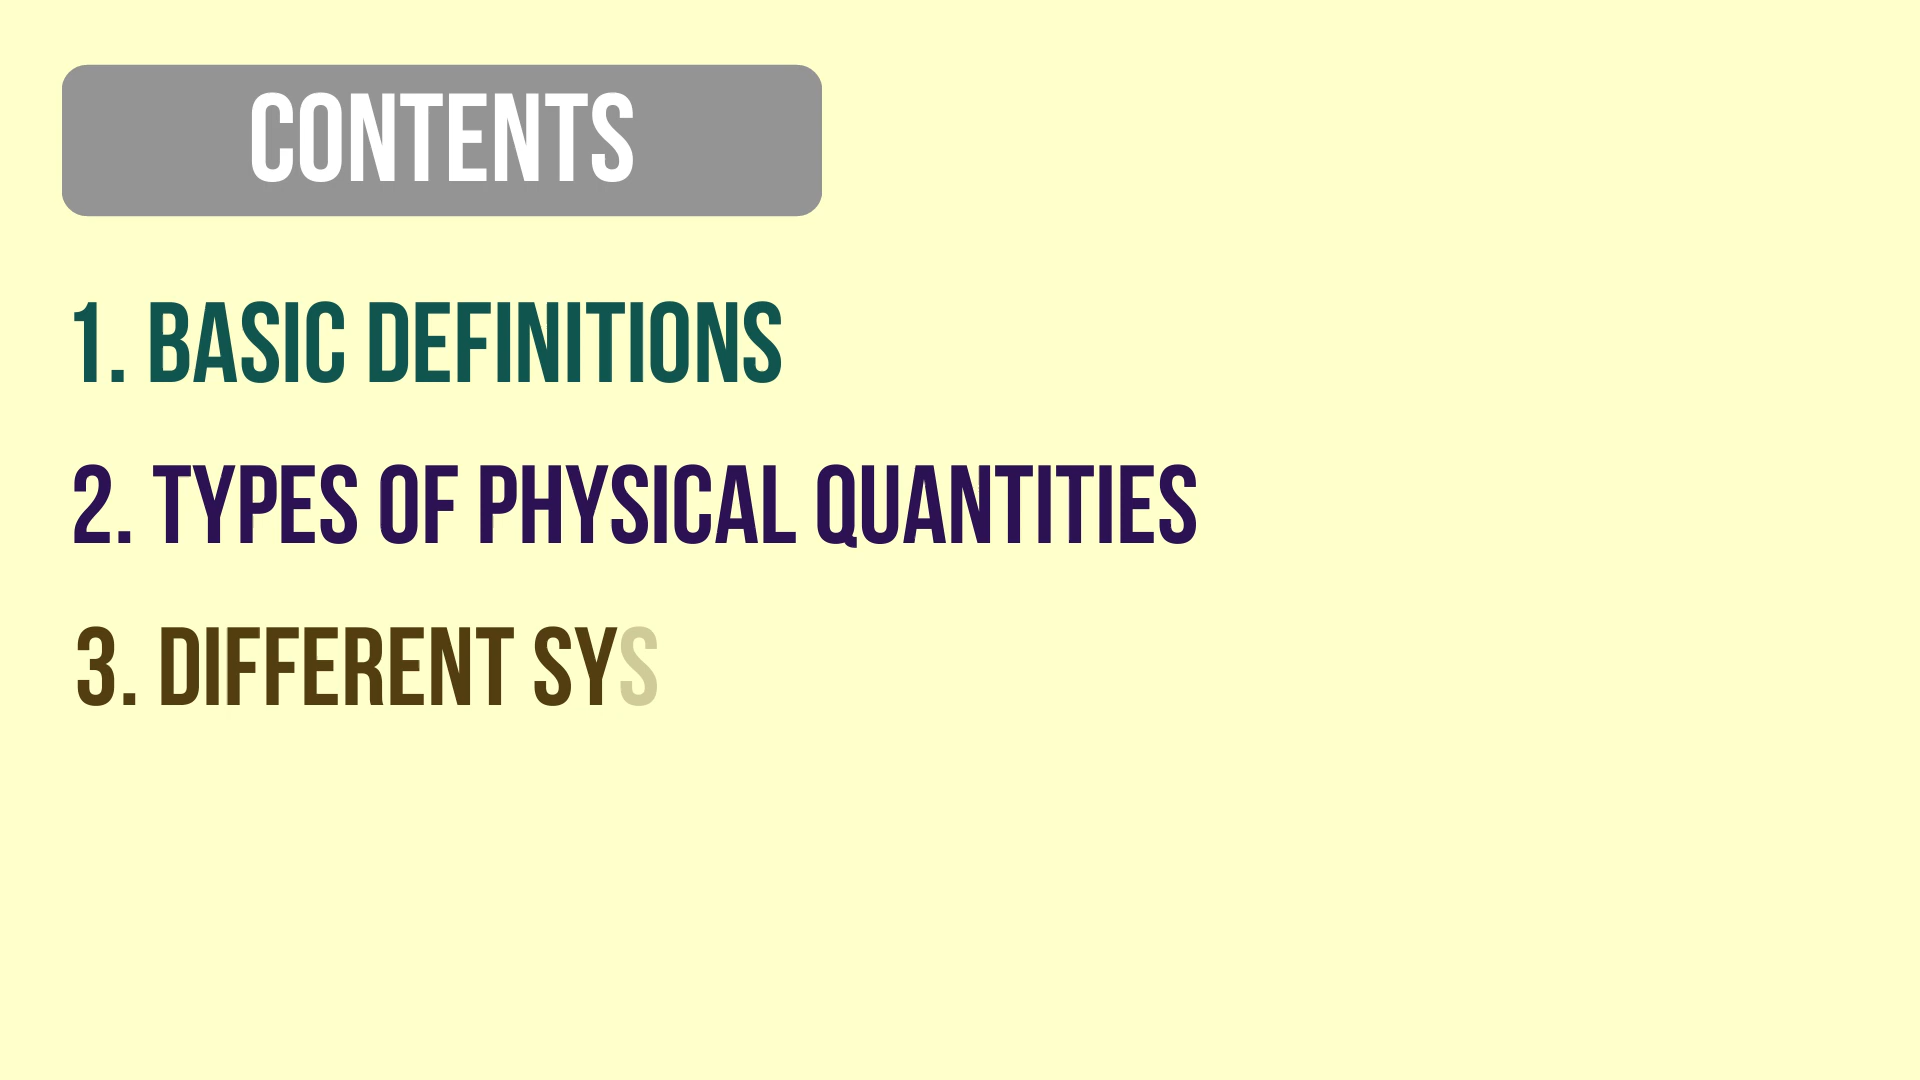 CONTENTS
1. BASIC DEFINITIONS
2. TYPES OF PHYSICAL QUANTITIES
3. DIFFERENT SYS